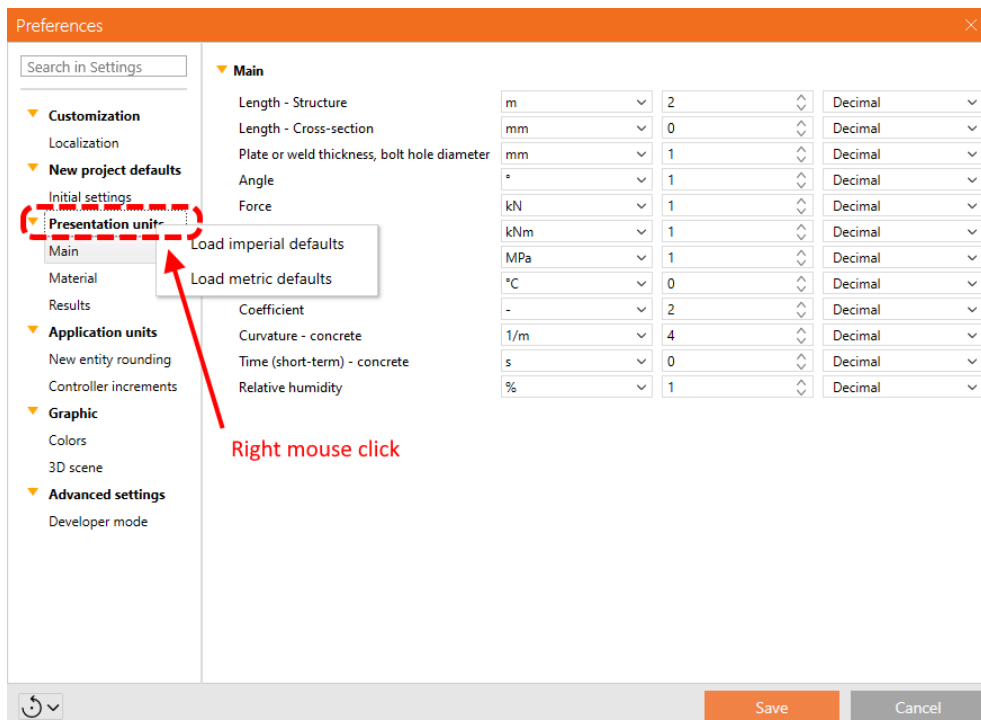 Preferences
Search in Settings
Customization
Localization
New project defaults
Initial settings
Presentation units
Main
Material
Results
Application units
New entity rounding
Controller increments
Graphic
Colors
3D scene
Advanced settings
Developer mode
Load imperial defaults
Load metric defaults
Right mouse click
Main
Length - Structure m 2 Decimal
Length - Cross-section mm 0 Decimal
Plate or weld thickness, bolt hole diameter mm 1 Decimal
Angle ° 1 Decimal
Force kN 1 Decimal
kNm 1 Decimal
MPa 1 Decimal
°C 0 Decimal
Coefficient - 2 Decimal
Curvature - concrete 1/m 4 Decimal
Time (short-term) - concrete s 0 Decimal
Relative humidity % 1 Decimal
Save Cancel